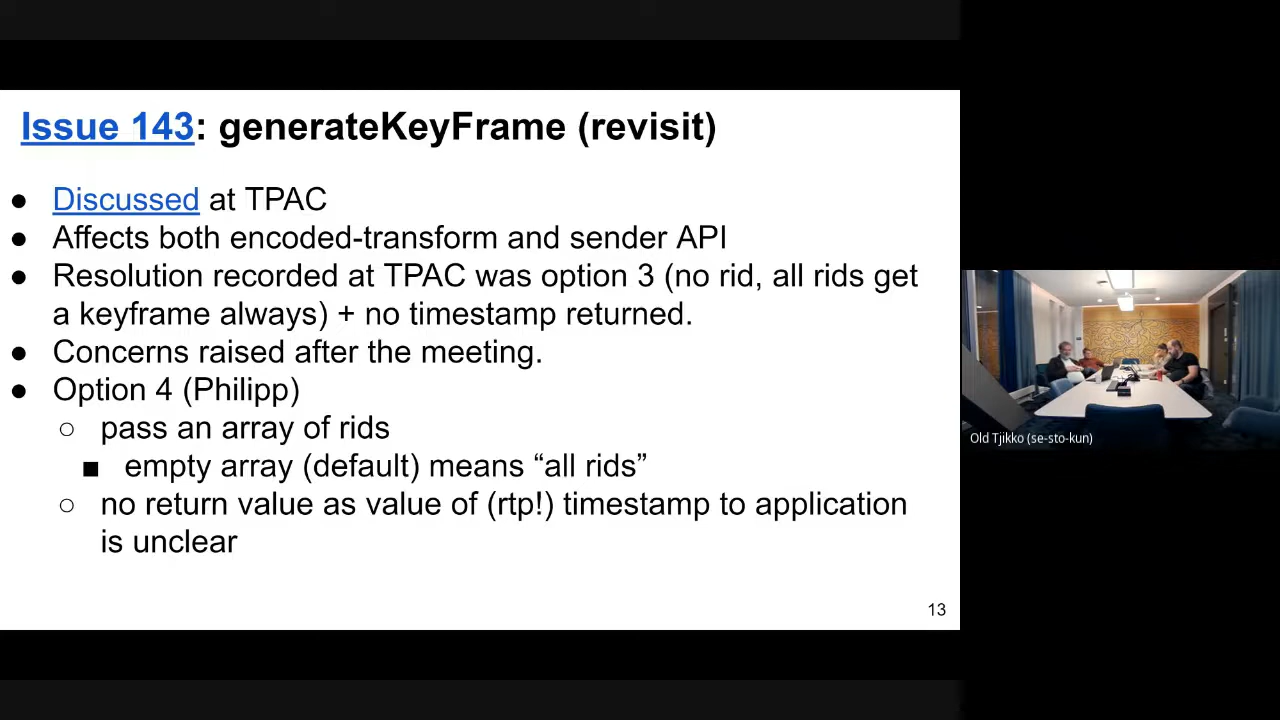 Issue 143: generateKeyFrame (revisit)
● Discussed at TPAC
● Affects both encoded-transform and sender API
● Resolution recorded at TPAC was option 3 (no rid, all rids get
a keyframe always) + no timestamp returned.
● Concerns raised after the meeting.
● Option 4 (Philipp)
○ pass an array of rids
■ empty array (default) means “all rids”
○ no return value as value of (rtp!) timestamp to application
is unclear
13
Old Tjikko (se-sto-kun)